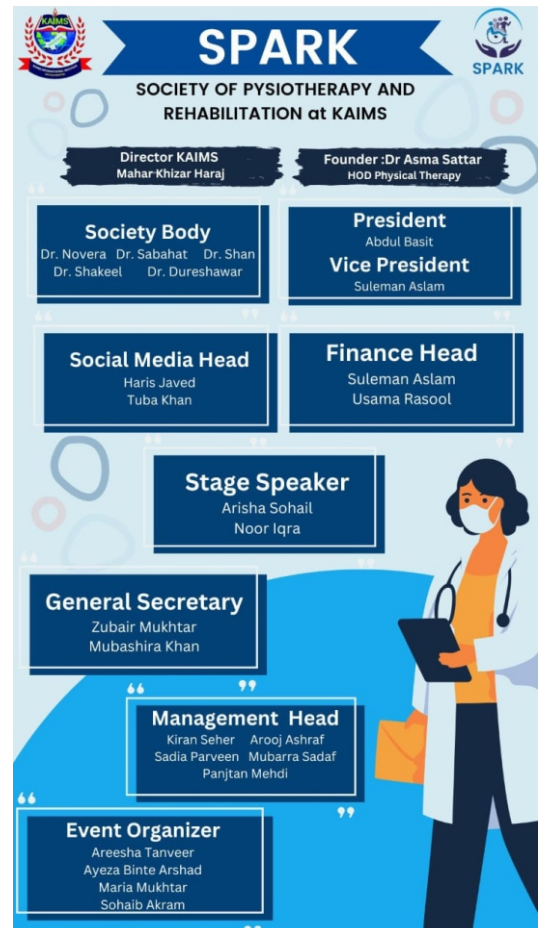 KAIMS
SPARK
SPARK
SOCIETY OF PYSIOTHERAPY AND
REHABILITATION at KAIMS
Director KAIMS
Mahar Khizar Haraj
Founder :Dr Asma Sattar
HOD Physical Therapy
Society Body
Dr. Novera Dr. Sabahat Dr. Shan
Dr. Shakeel Dr. Dureshawar
President
Abdul Basit
Vice President
Suleman Aslam
Social Media Head
Haris Javed
Tuba Khan
Finance Head
Suleman Aslam
Usama Rasool
Stage Speaker
Arisha Sohail
Noor Iqra
General Secretary
Zubair Mukhtar
Mubashira Khan
Management Head
Kiran Seher Arooj Ashraf
Sadia Parveen Mubarra Sadaf
Panjtan Mehdi
Event Organizer
Areesha Tanveer
Ayeza Binte Arshad
Maria Mukhtar
Sohaib Akram